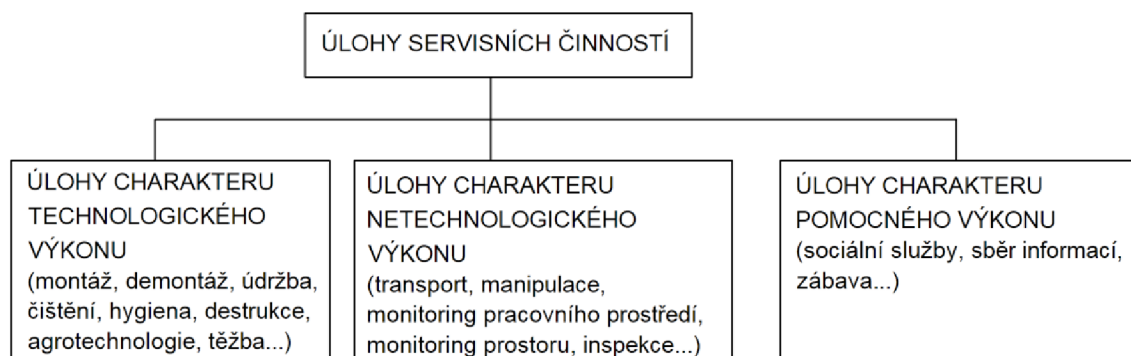 ÚLOHY SERVISNÍCH ČINNOSTÍ
ÚLOHY CHARAKTERU
TECHNOLOGICKÉHO
VÝKONU
(montáž, demontáž, údržba,
čištění, hygiena, destrukce,
agrotechnologie, těžba...)
ÚLOHY CHARAKTERU
NETECHNOLOGICKÉHO
VÝKONU
(transport, manipulace,
monitoring pracovního prostředí,
monitoring prostoru, inspekce...)
ÚLOHY CHARAKTERU
POMOCNÉHO VÝKONU
(sociální služby, sběr informací,
zábava...)